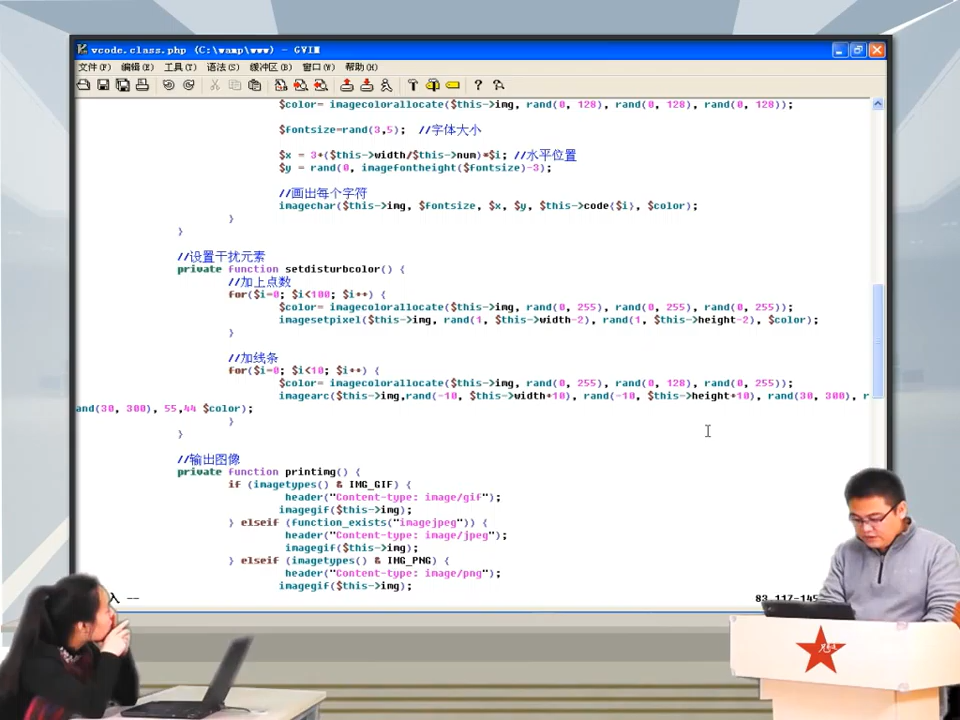 vcode.class.php (C:\wamp\www) - GVIM
文件(F) 编辑(E) 工具(T) 语法(S) 缓冲区(B) 窗口(W) 帮助(H)
$color= imagecolorallocate($this->img, rand(0, 128), rand(0, 128), rand(0, 128));
$fontsize=rand(3,5); //字体大小
$x = 3+($this->width/$this->num)*$i; //水平位置
$y = rand(0, imagefontheight($fontsize)-3);
//画出每个字符
imagechar($this->img, $fontsize, $x, $y, $this->code{$i}, $color);
}
}
//设置干扰元素
private function setdisturbcolor() {
//加上点数
for($i=0; $i<100; $i++) {
$color= imagecolorallocate($this->img, rand(0, 255), rand(0, 255), rand(0, 255));
imagesetpixel($this->img, rand(1, $this->width-2), rand(1, $this->height-2), $color);
}
//加线条
for($i=0; $i<10; $i++) {
$color= imagecolorallocate($this->img, rand(0, 255), rand(0, 128), rand(0, 255));
imagearc($this->img,rand(-10, $this->width+10), rand(-10, $this->height+10), rand(30, 300), r
and(30, 300), 55,44 $color);
}
}
//输出图像
private function printimg() {
if (imagetypes() & IMG_GIF) {
header("Content-type: image/gif");
imagegif($this->img);
} elseif (function_exists("imagejpeg")) {
header("Content-type: image/jpeg");
imagegif($this->img);
} elseif (imagetypes() & IMG_PNG) {
header("Content-type: image/png");
imagegif($this->img);
入 --
83,117-145